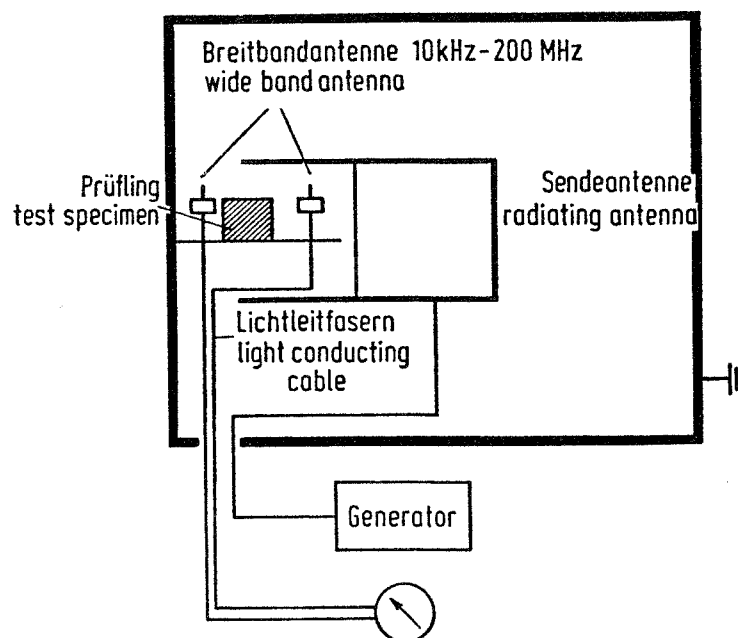 Breitbandantenne 10kHz-200 MHz
wide band antenna
Prüfling
test specimen
Sendeantenne
radiating antenna
Lichtleitfasern
light conducting
cable
Generator